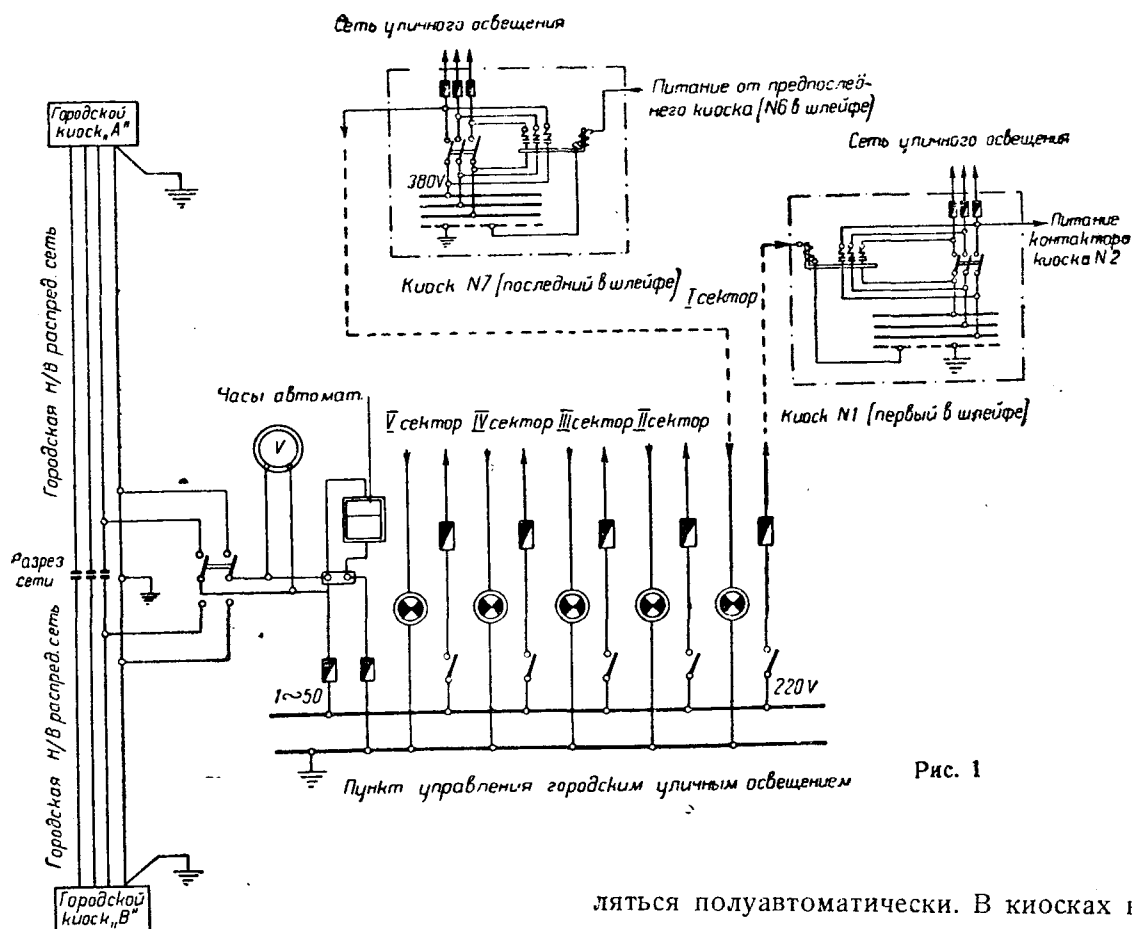 Сеть уличного освещения
Городской
киоск „А"
Питание от предпослед-
него киоска [N6 в шлейфе]
Сеть уличного освещения
380V
Питание
контактора
киоска N2
Киоск N7 [последний в шлейфе]
I сектор
Киоск N1 [первый в шлейфе]
Городская н/в распред. сеть
Часы автомат.
V сектор
IV сектор
III сектор
II сектор
V
Разрез
сети
Городская н/в распред. сеть
1~50
220V
Пункт управления городским уличным освещением
Рис. 1
Городской
киоск „В"
ляться полуавтоматически. В киосках